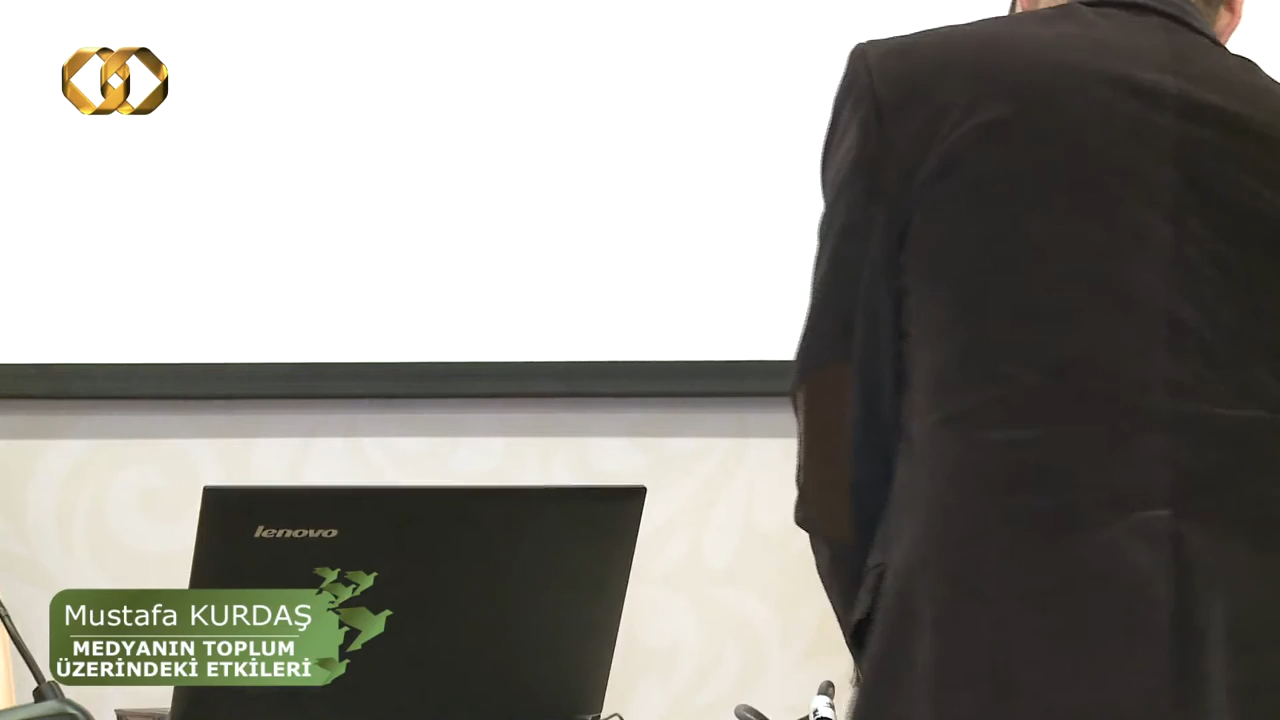 lenovo
Mustafa KURDAŞ
MEDYANIN TOPLUM
ÜZERİNDEKİ ETKİLERİ